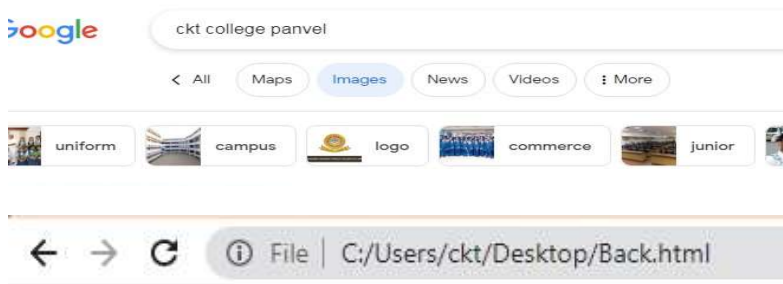 Google ckt college panvel
All Maps Images News Videos More
uniform campus logo commerce junior
File | C:/Users/ckt/Desktop/Back.html